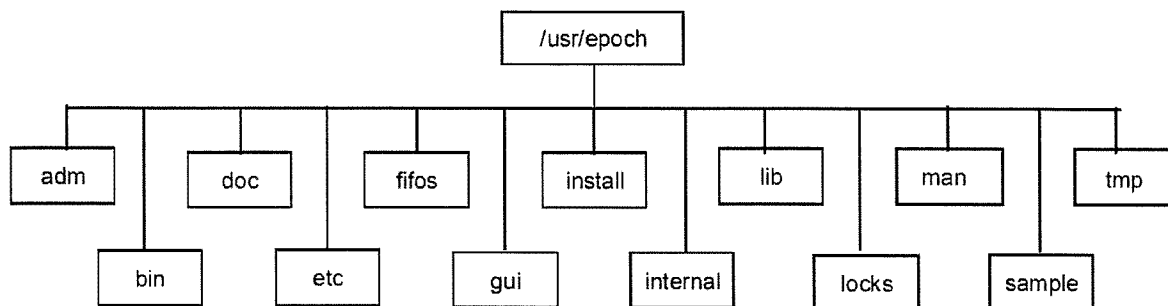 /usr/epoch
adm
doc
fifos
install
lib
man
tmp
bin
etc
gui
internal
locks
sample